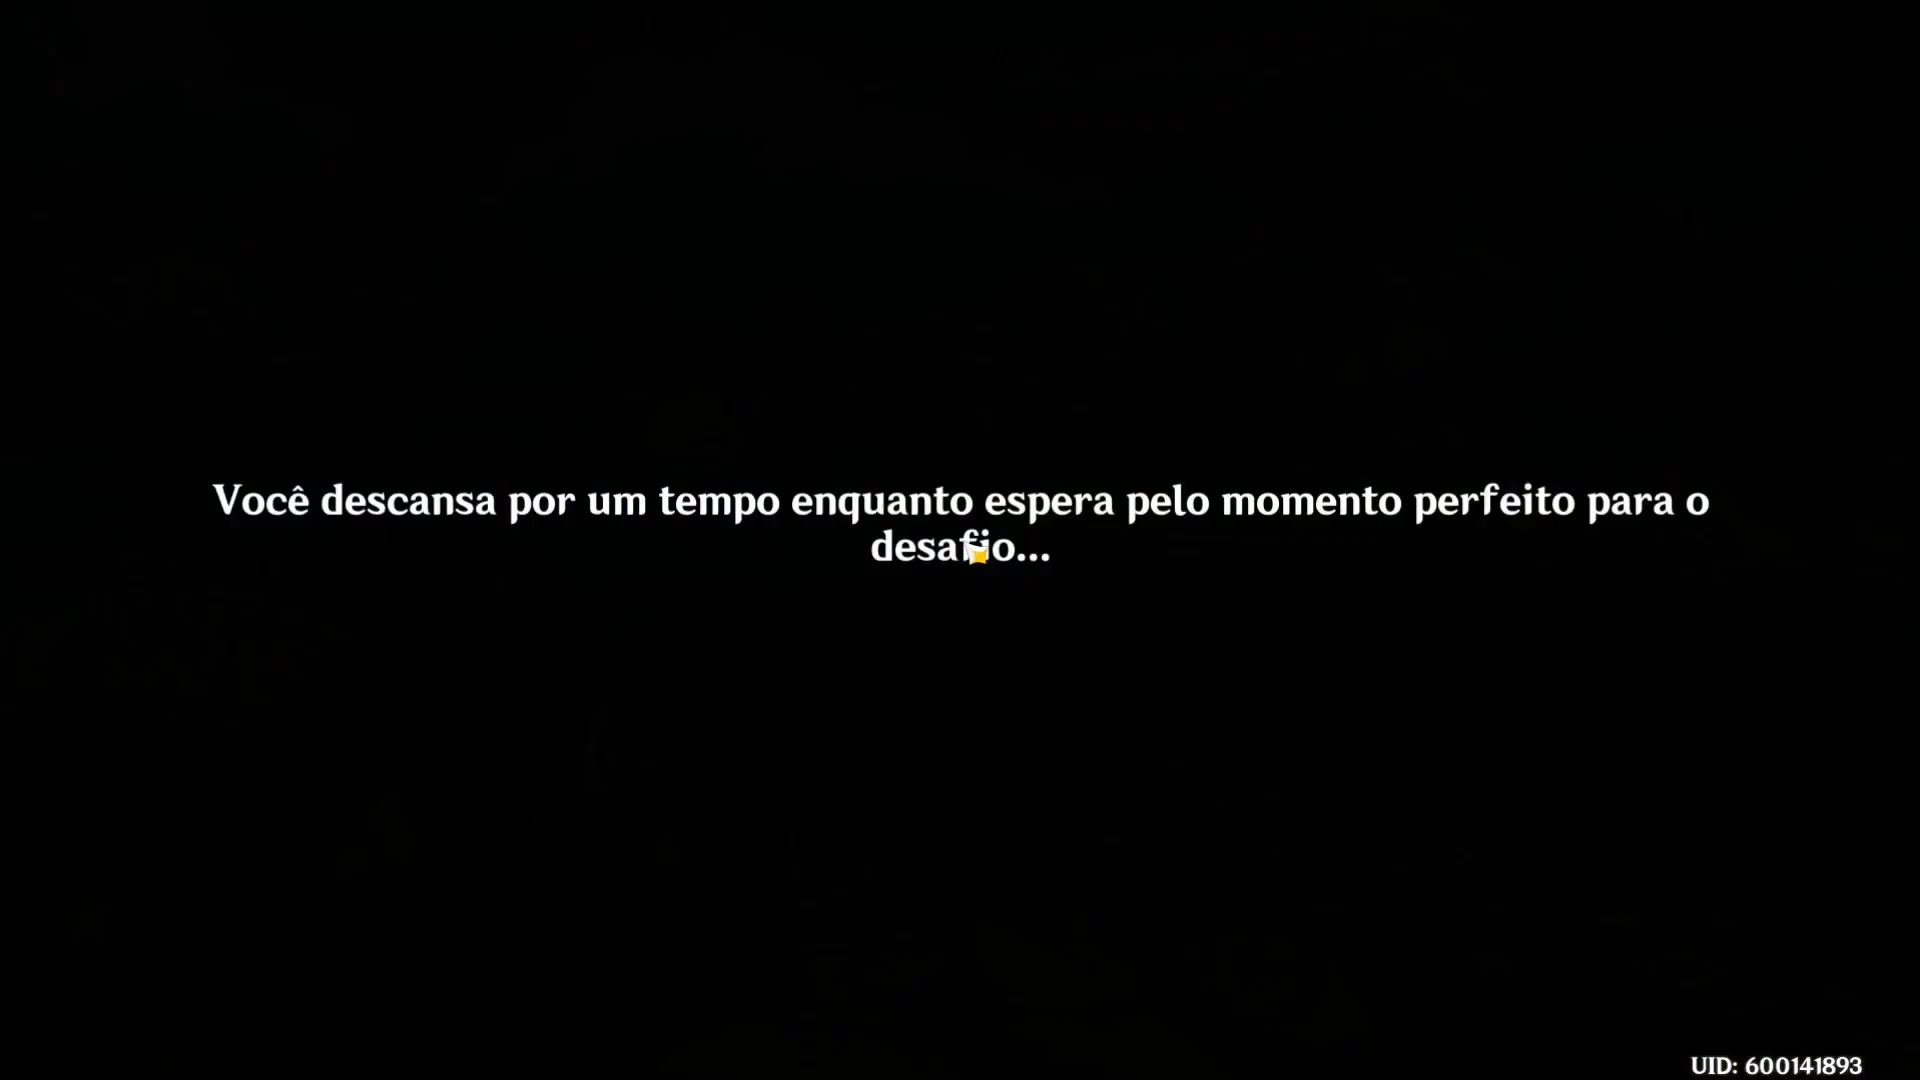 Você descansa por um tempo enquanto espera pelo momento perfeito para o
desafio...
UID: 600141893